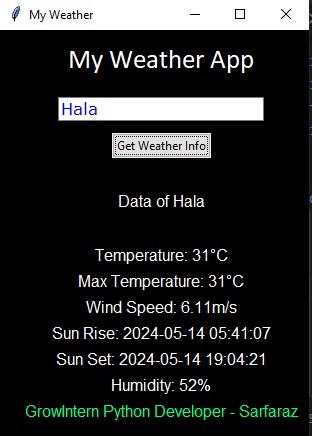 My Weather
My Weather App
Hala
Get Weather Info
Data of Hala
Temperature: 31°C
Max Temperature: 31°C
Wind Speed: 6.11m/s
Sun Rise: 2024-05-14 05:41:07
Sun Set: 2024-05-14 19:04:21
Humidity: 52%
GrowIntern Python Developer - Sarfaraz